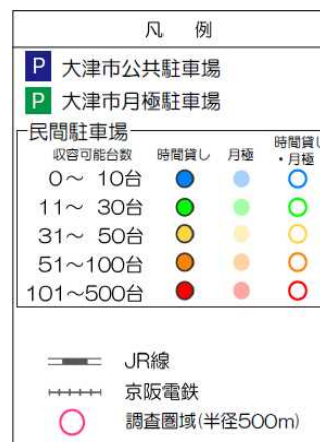 凡 例
P 大津市公共駐車場
P 大津市月極駐車場
民間駐車場
収容可能台数 時間貸し 月極 時間貸し・月極
0～ 10台
11～ 30台
31～ 50台
51～100台
101～500台
JR線
京阪電鉄
調査圏域(半径500m)